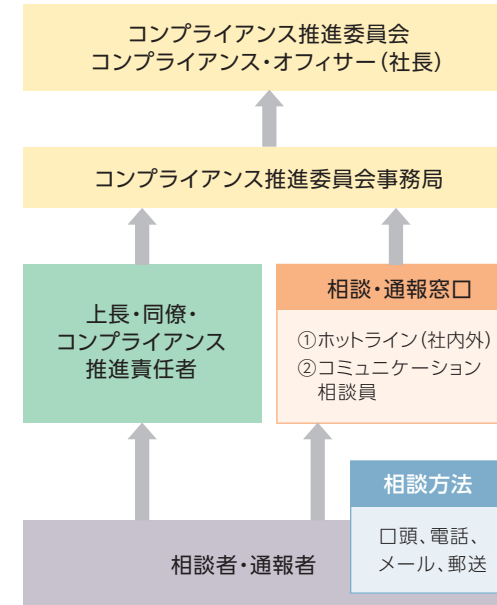 コンプライアンス推進委員会
コンプライアンス・オフィサー（社長）
コンプライアンス推進委員会事務局
上長・同僚・
コンプライアンス
推進責任者
相談・通報窓口
①ホットライン（社内外）
②コミュニケーション
相談員
相談方法
口頭、電話、
メール、郵送
相談者・通報者